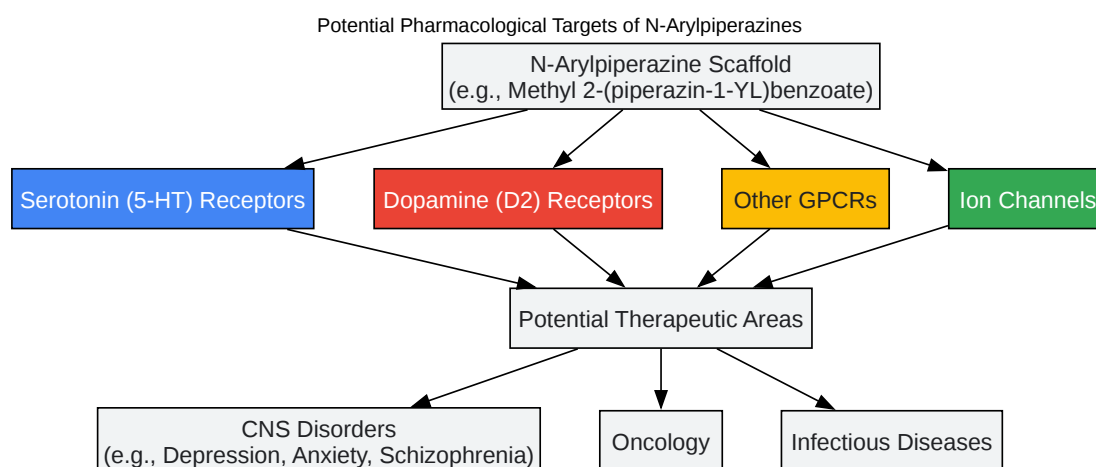 Potential Pharmacological Targets of N-Arylpiperazines
N-Arylpiperazine Scaffold
(e.g., Methyl 2-(piperazin-1-YL)benzoate)
Serotonin (5-HT) Receptors
Dopamine (D2) Receptors
Other GPCRs
Ion Channels
Potential Therapeutic Areas
CNS Disorders
(e.g., Depression, Anxiety, Schizophrenia)
Oncology
Infectious Diseases